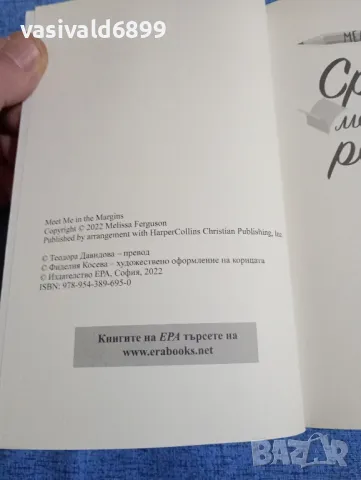 vasivald6899
Meet Me in the Margins
Copyright © 2022 Melissa Ferguson
Published by arrangement with HarperCollins Christian Publishing, Inc
© Теодора Давидова – превод
© Фиделия Косева – художествено оформление на корицата
© Издателство ЕРА, София, 2022
ISBN: 978-954-389-695-0
Книгите на ЕРА търсете на
www.erabooks.net
BAZAR
bg